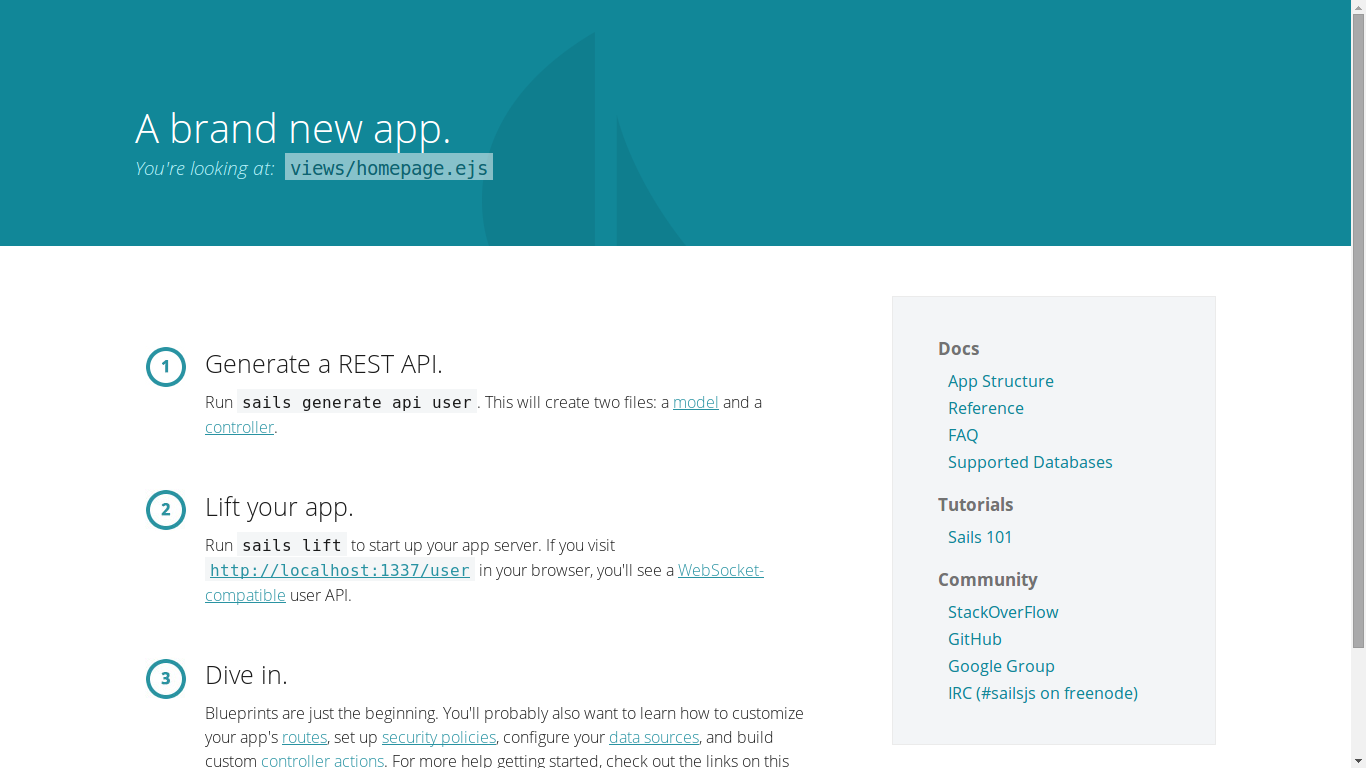 A brand new app.
You're looking at: views/homepage.ejs
1
Generate a REST API.
Run sails generate api user . This will create two files: a model and a
controller.
2
Lift your app.
Run sails lift to start up your app server. If you visit
http://localhost:1337/user in your browser, you'll see a WebSocket-
compatible user API.
3
Dive in.
Blueprints are just the beginning. You'll probably also want to learn how to customize
your app's routes, set up security policies, configure your data sources, and build
custom controller actions. For more help getting started, check out the links on this
Docs
App Structure
Reference
FAQ
Supported Databases
Tutorials
Sails 101
Community
StackOverFlow
GitHub
Google Group
IRC (#sailsjs on freenode)